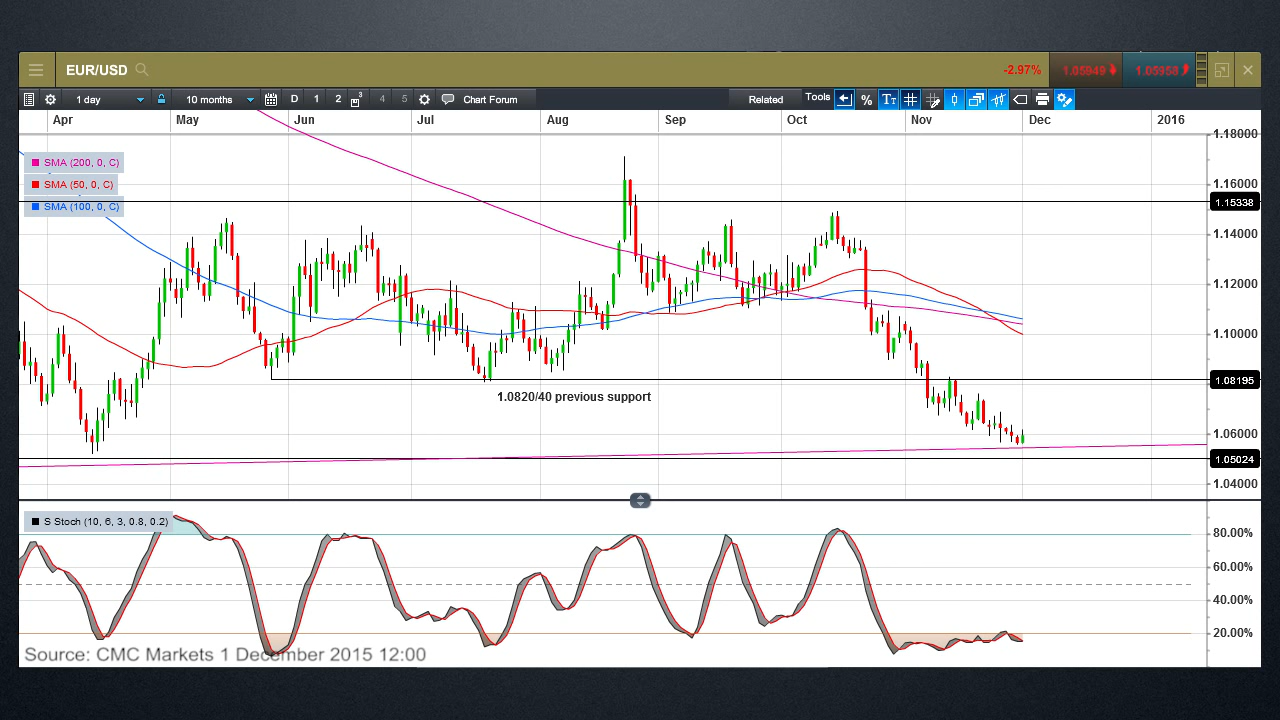 EUR/USD -2.97% 1.05949 1.05958
1 day 10 months D 1 2 3 4 5 Chart Forum Related Tools % TT
Apr May Jun Jul Aug Sep Oct Nov Dec 2016
1.18000
SMA (200, 0, C)
SMA (50, 0, C)
1.16000
SMA (100, 0, C)
1.15338
1.14000
1.12000
1.10000
1.08195
1.0820/40 previous support
1.06000
1.05024
1.04000
S Stoch (10, 6, 3, 0.8, 0.2)
80.00%
60.00%
40.00%
20.00%
Source: CMC Markets 1 December 2015 12:00